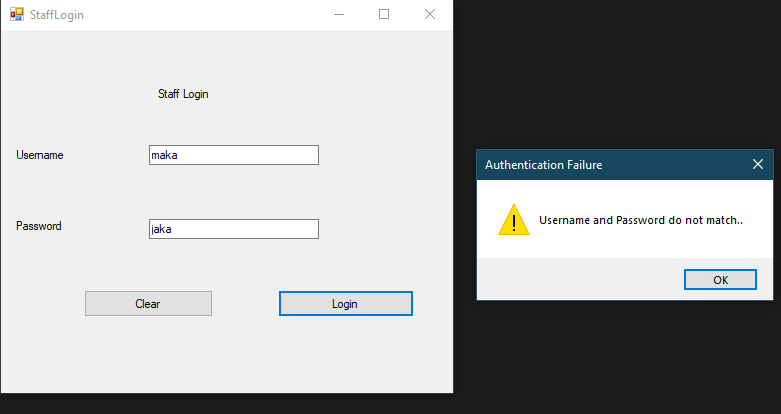 StaffLogin
Staff Login
Username
maka
Password
jaka
Clear
Login
Authentication Failure
Username and Password do not match..
OK